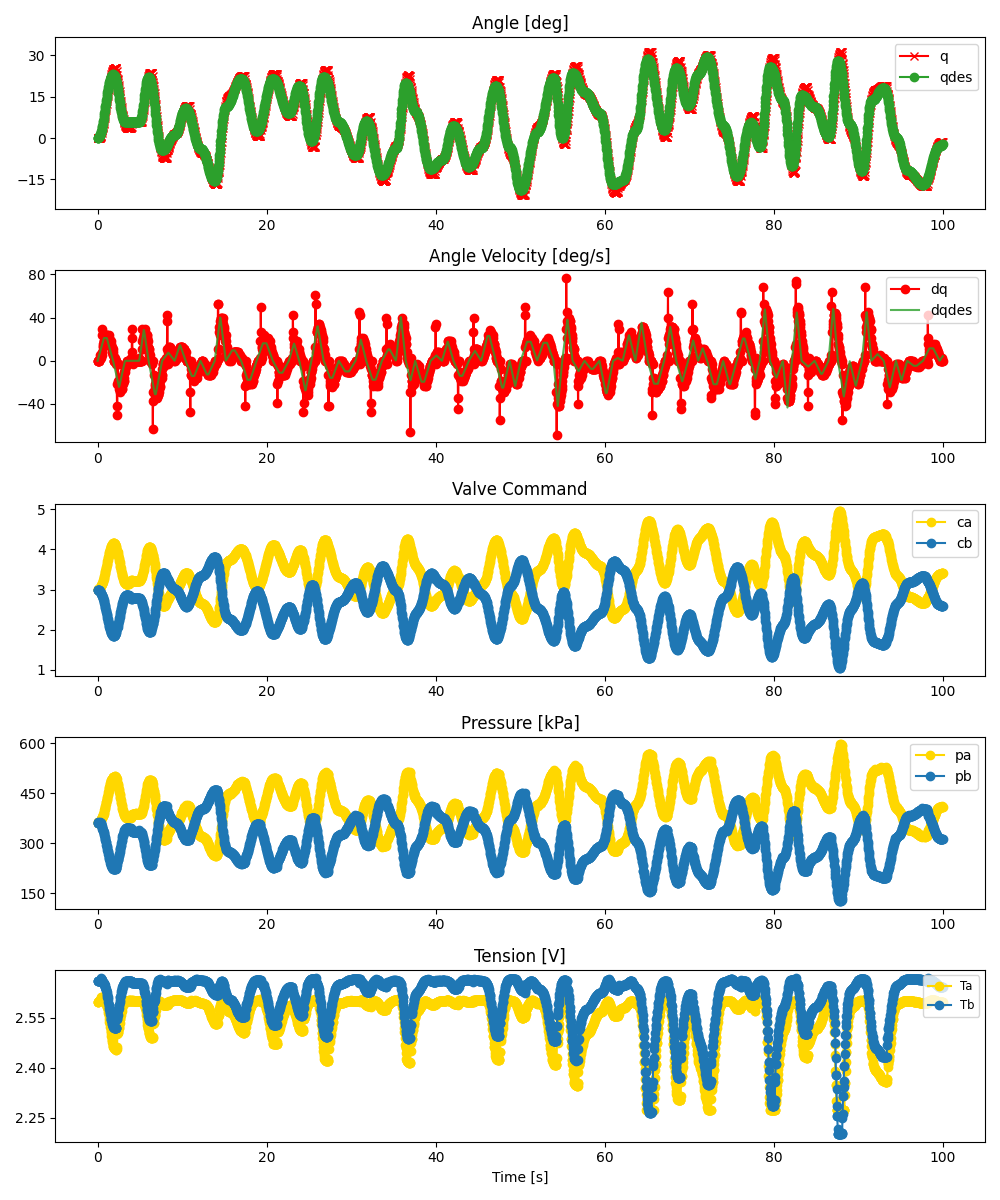 Angle [deg]
30
15
0
−15
q
qdes
0 20 40 60 80 100
Angle Velocity [deg/s]
80
40
0
−40
dq
dqdes
0 20 40 60 80 100
Valve Command
5
4
3
2
1
ca
cb
0 20 40 60 80 100
Pressure [kPa]
600
450
300
150
pa
pb
0 20 40 60 80 100
Tension [V]
2.55
2.40
2.25
Ta
Tb
0 20 40 60 80 100
Time [s]